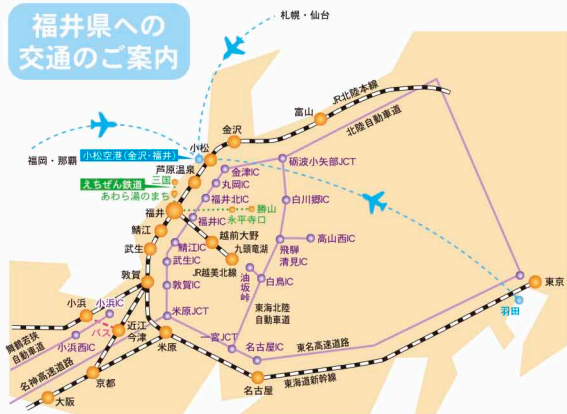 福井県への
交通のご案内
札幌・仙台
福岡・那覇
小松空港(金沢・福井)
小松
金沢
富山
JR北陸本線
北陸自動車道
芦原温泉
三国
えちぜん鉄道
あわら湯のまち
金津IC
丸岡IC
福井北IC
砺波小矢部JCT
白川郷IC
福井
勝山
永平寺口
福井IC
鯖江
鯖江IC
越前大野
九頭竜湖
飛騨
清見IC
高山西IC
武生
武生IC
JR越美北線
油坂峠
白鳥IC
敦賀
敦賀IC
東海北陸
自動車道
東京
羽田
小浜
小浜IC
バス
近江
今津
米原JCT
舞鶴若狭
自動車道
小浜西IC
米原
一宮JCT
名古屋IC
東名高速道路
名神高速道路
京都
大阪
名古屋
東海道新幹線